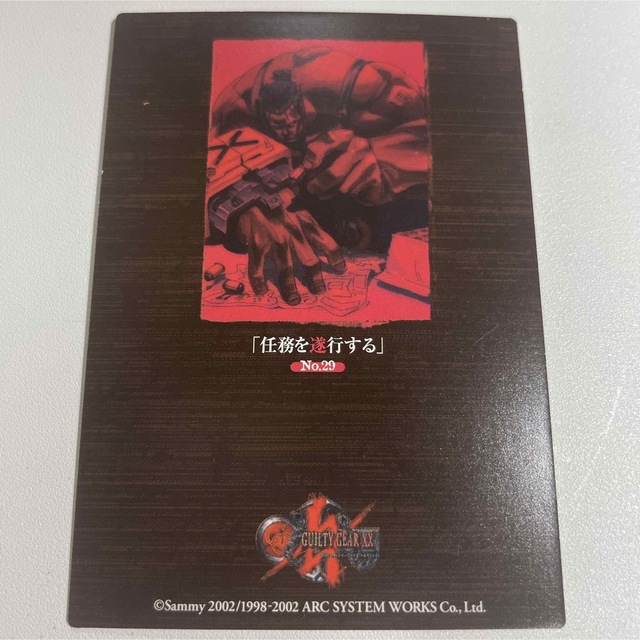 「任務を遂行する」
No.29
GUILTY GEAR XX
©Sammy 2002/1998-2002 ARC SYSTEM WORKS Co., Ltd.